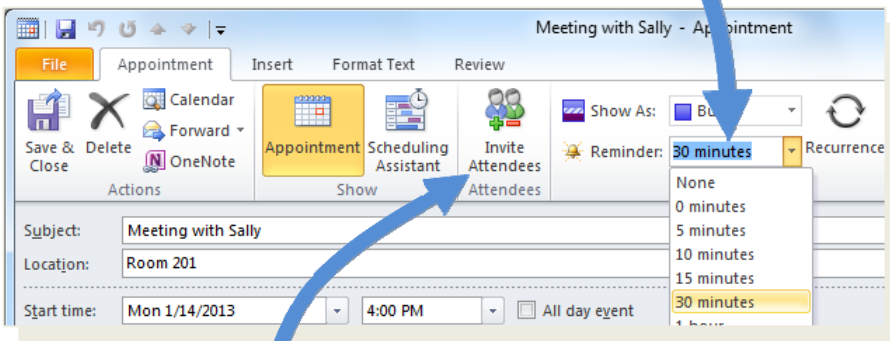 Meeting with Sally - Appointment
File Appointment Insert Format Text Review
Save & Close
Delete
Calendar
Forward
OneNote
Actions
Appointment
Scheduling Assistant
Show
Invite Attendees
Attendees
Show As:
Reminder: 30 minutes
Recurrence
None
0 minutes
5 minutes
10 minutes
15 minutes
30 minutes
1 hour
Subject: Meeting with Sally
Location: Room 201
Start time: Mon 1/14/2013 4:00 PM All day event